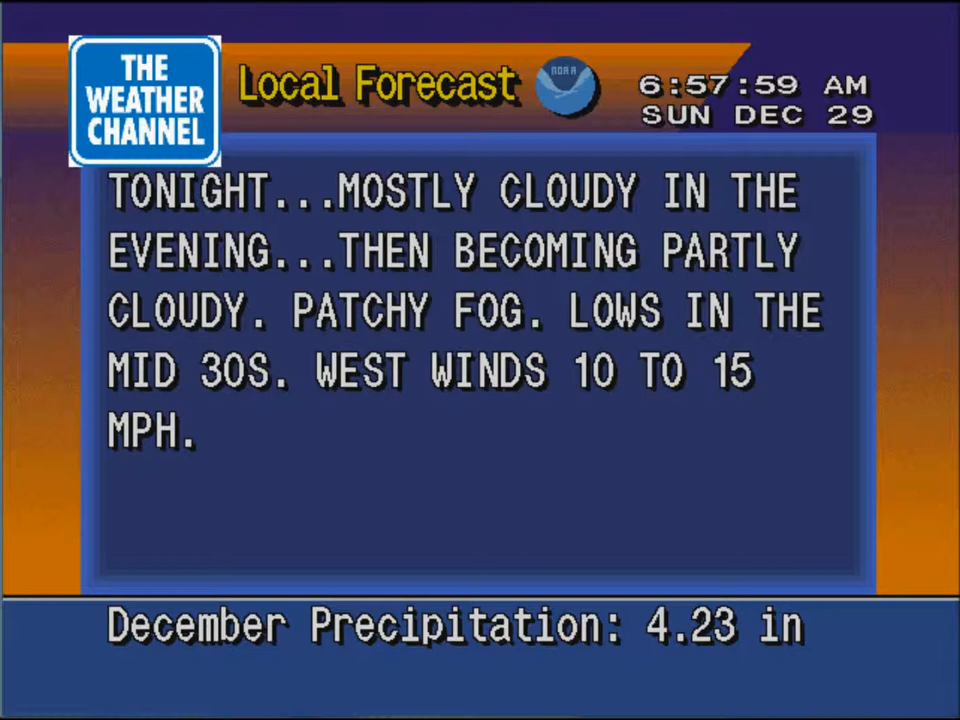 THE
WEATHER
CHANNEL
Local Forecast
NOAA
6:57:59 AM
SUN DEC 29
TONIGHT...MOSTLY CLOUDY IN THE
EVENING...THEN BECOMING PARTLY
CLOUDY. PATCHY FOG. LOWS IN THE
MID 30S. WEST WINDS 10 TO 15
MPH.
December Precipitation: 4.23 in